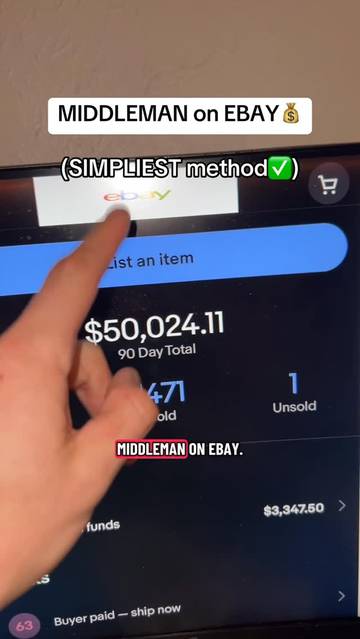 MIDDLEMAN on EBAY💰
(SIMPLIEST method✅)
ebay
List an item
$50,024.11
90 Day Total
471
1
Unsold
MIDDLEMAN ON EBAY.
$3,347.50
funds
63
Buyer paid — ship now